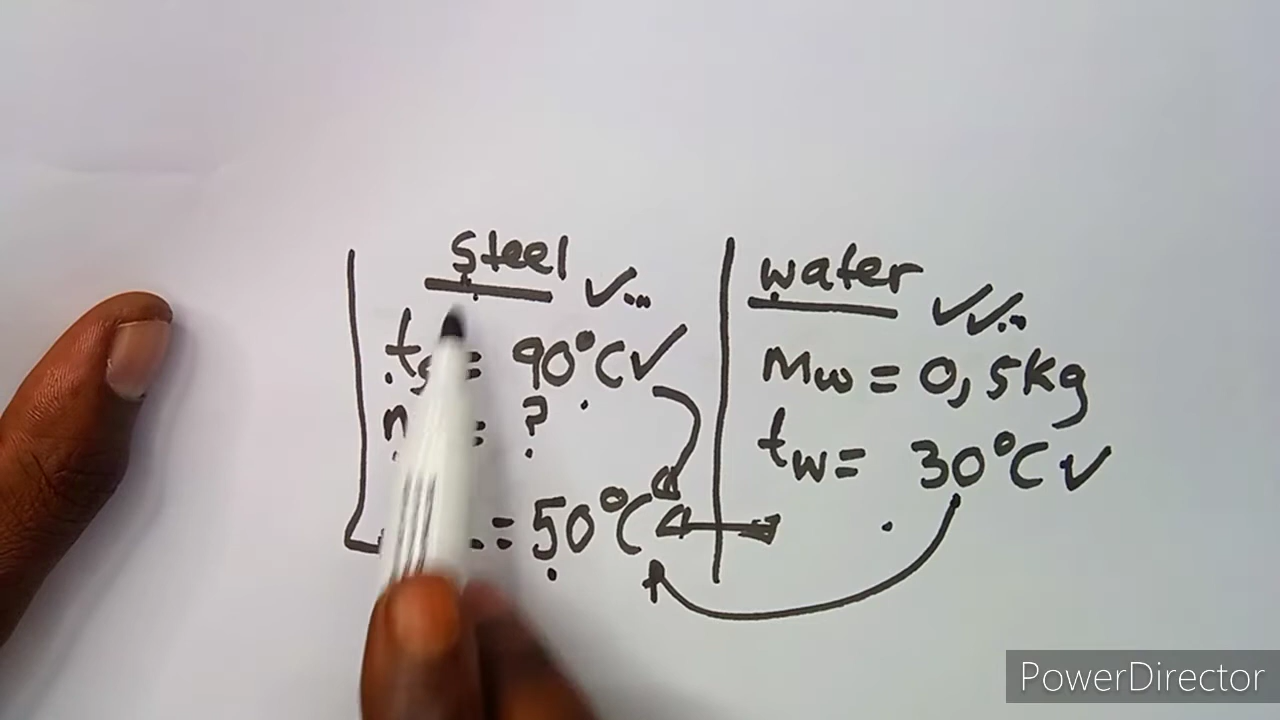 steel
t = 90°C
= ?
= 50°C
water
mw = 0,5kg
tw = 30°C
PowerDirector